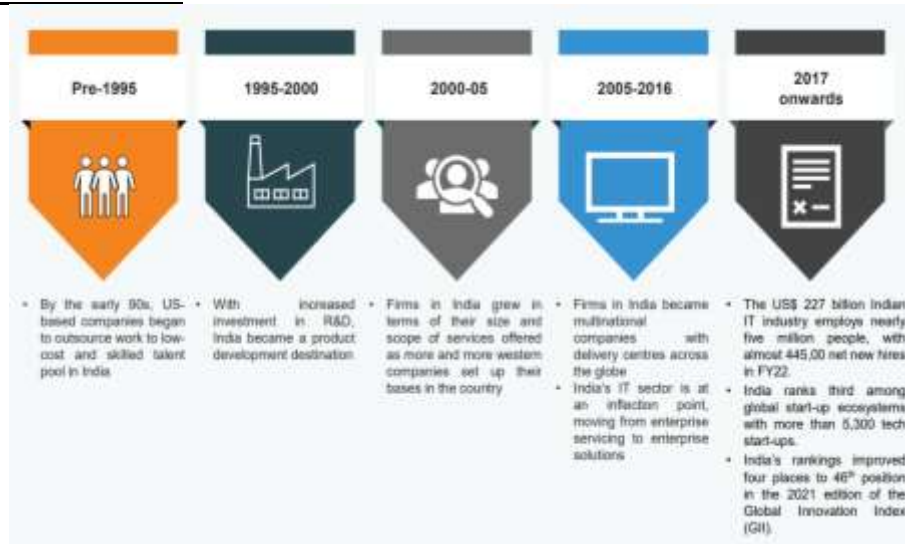 Pre-1995
1995-2000
2000-05
2005-2016
2017
onwards
• By the early 90s, US-
based companies began
to outsource work to low-
cost and skilled talent
pool in India
• With increased
investment in R&D,
India became a product
development destination
• Firms in India grew in
terms of their size and
scope of services offered
as more and more western
companies set up their
bases in the country
• Firms in India became
multinational
companies with
delivery centres across
the globe
• India's IT sector is at
an inflection point,
moving from enterprise
servicing to enterprise
solutions
• The US$ 227 billion Indian
IT industry employs nearly
five million people, with
almost 445,00 net new hires
in FY22.
• India ranks third among
global start-up ecosystems
with more than 5,300 tech
start-ups.
• India's rankings improved
four places to 46th position
in the 2021 edition of the
Global Innovation Index
(GII).